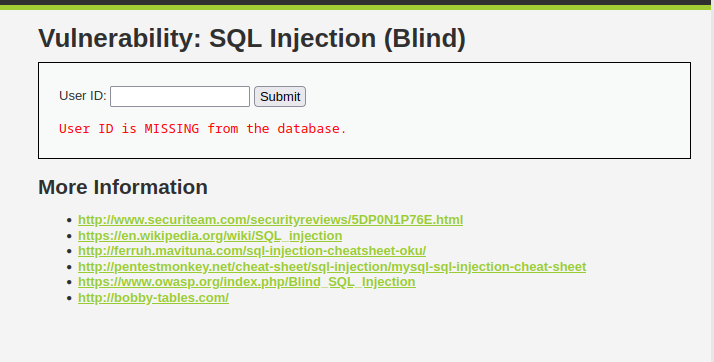 Vulnerability: SQL Injection (Blind)
User ID: Submit
User ID is MISSING from the database.
More Information
http://www.securiteam.com/securityreviews/5DP0N1P76E.html
https://en.wikipedia.org/wiki/SQL_injection
http://ferruh.mavituna.com/sql-injection-cheatsheet-oku/
http://pentestmonkey.net/cheat-sheet/sql-injection/mysql-sql-injection-cheat-sheet
https://www.owasp.org/index.php/Blind_SQL_Injection
http://bobby-tables.com/